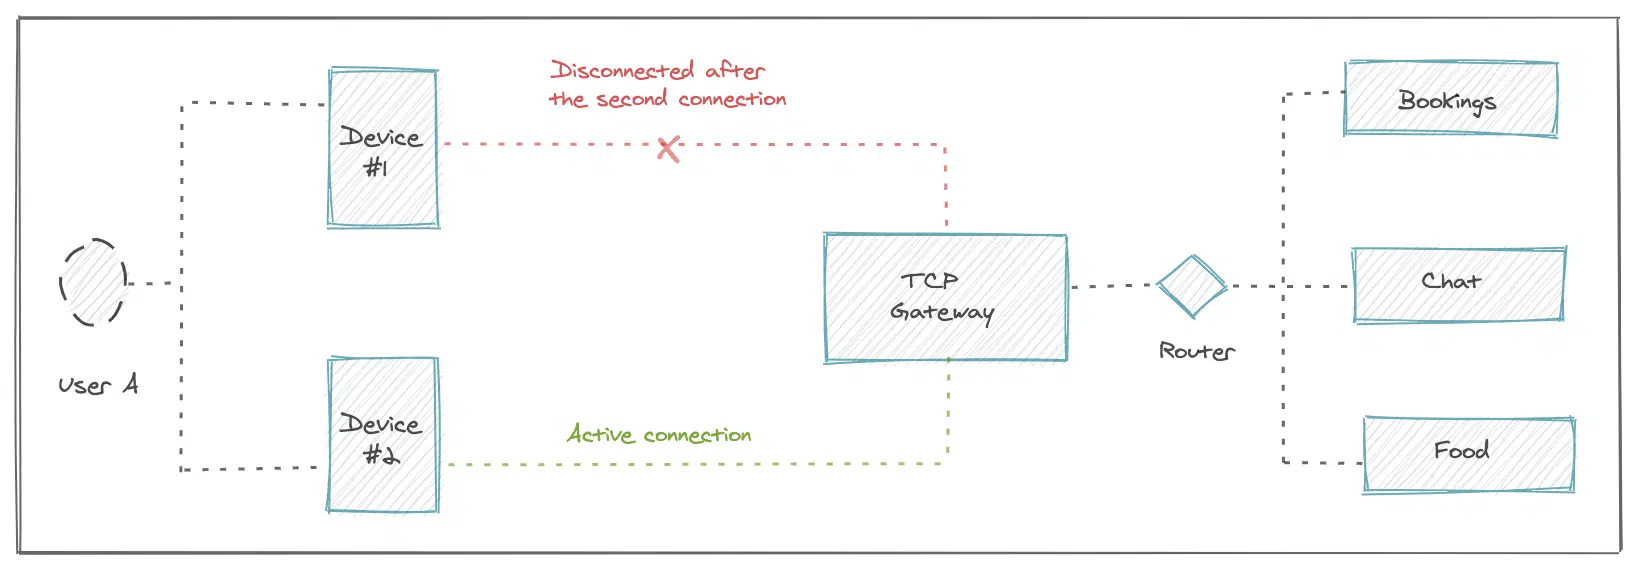 Disconnected after
the second connection
Device
#1
Bookings
TCP
Gateway
Chat
Router
User A
Device
#2
Active connection
Food